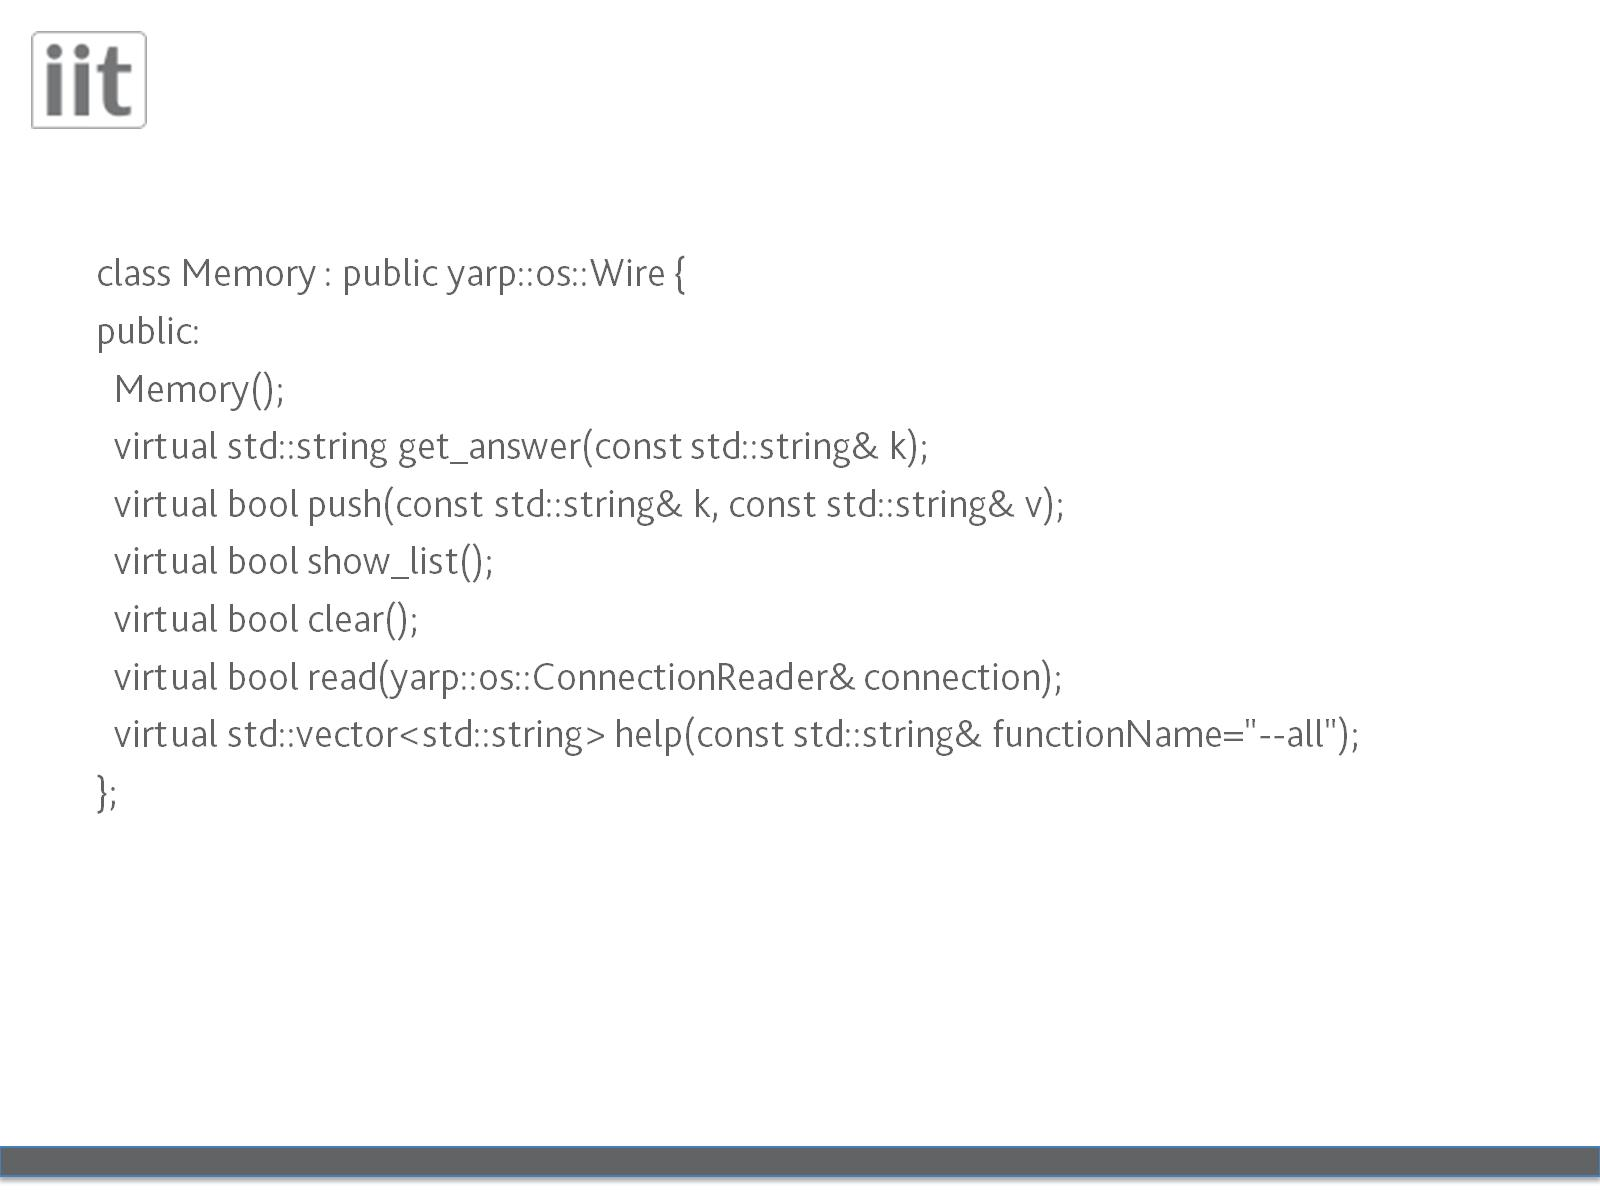 iit
class Memory : public yarp::os::Wire {
public:
Memory();
virtual std::string get_answer(const std::string& k);
virtual bool push(const std::string& k, const std::string& v);
virtual bool show_list();
virtual bool clear();
virtual bool read(yarp::os::ConnectionReader& connection);
virtual std::vector<std::string> help(const std::string& functionName="--all");
};